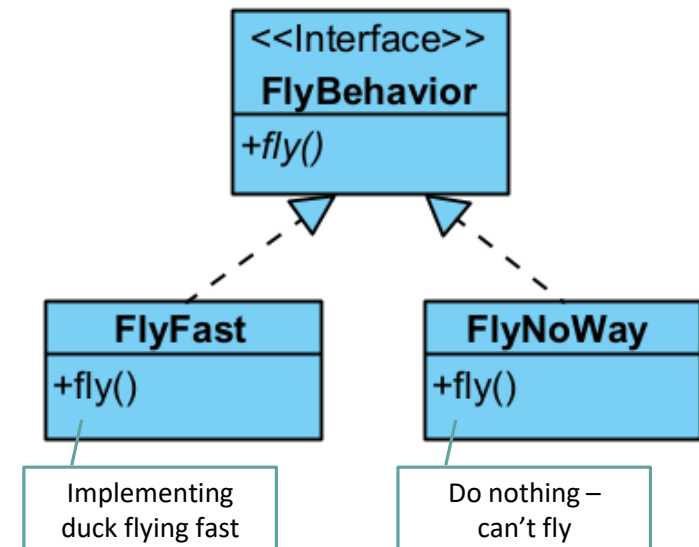 <<Interface>>
FlyBehavior
+fly()
FlyFast
+fly()
FlyNoWay
+fly()
Implementing
duck flying fast
Do nothing –
can't fly